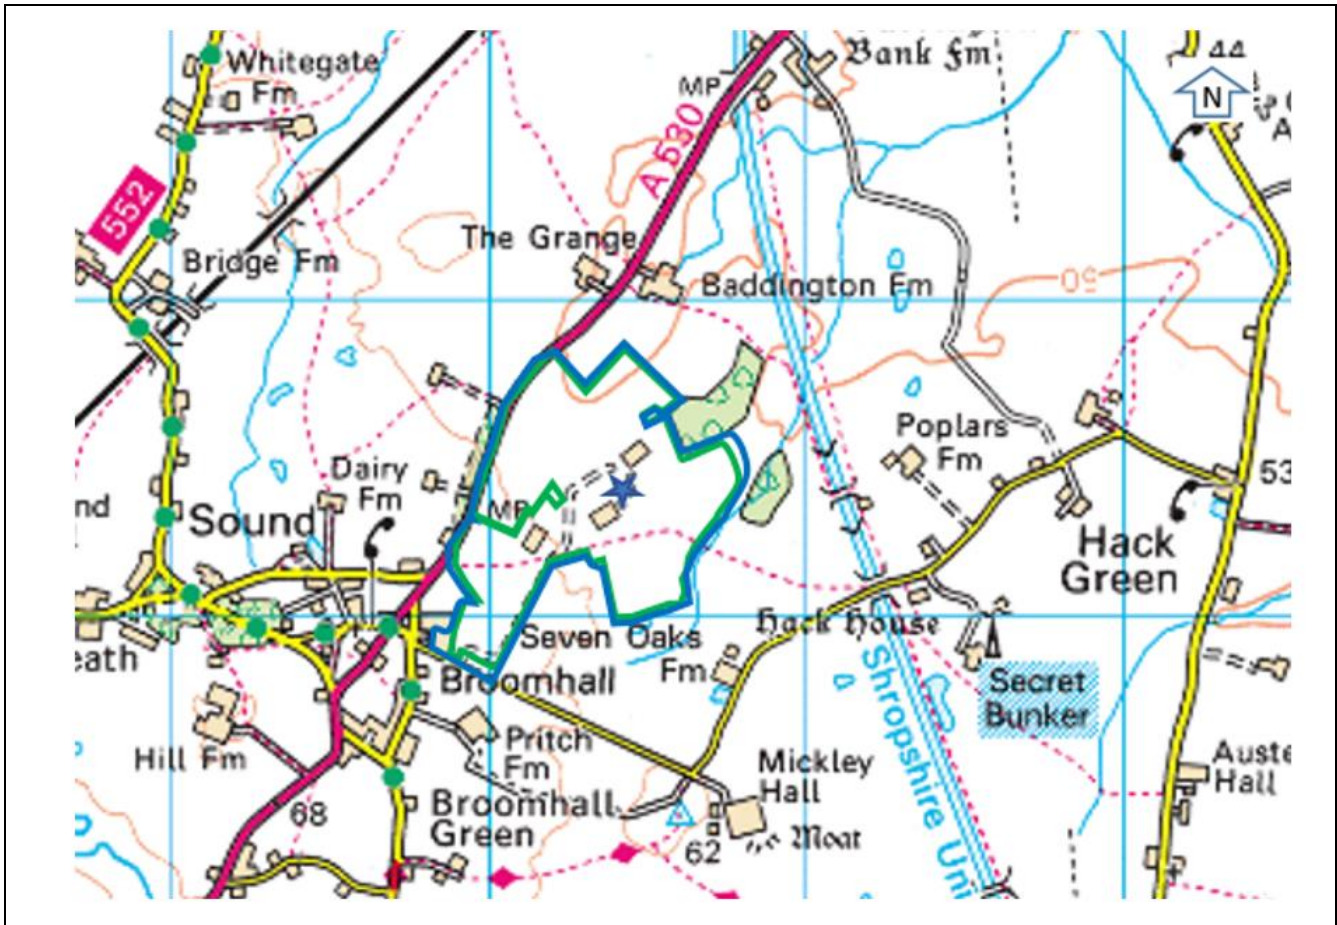 Whitegate
Fm
Bank Fm
44
N
MP
A 530
552
The Grange
Bridge Fm
Baddington Fm
50
Poplars
Fm
Dairy
Fm
53
nd
Sound
MP
Hack
Green
Hack House
Seven Oaks
eath
Fm
Broomhall
Secret
Bunker
Shropshire Uni
Hill Fm
Pritch
Fm
Mickley
Hall
Auste
Hall
68
Broomhall
Green
62
Moat